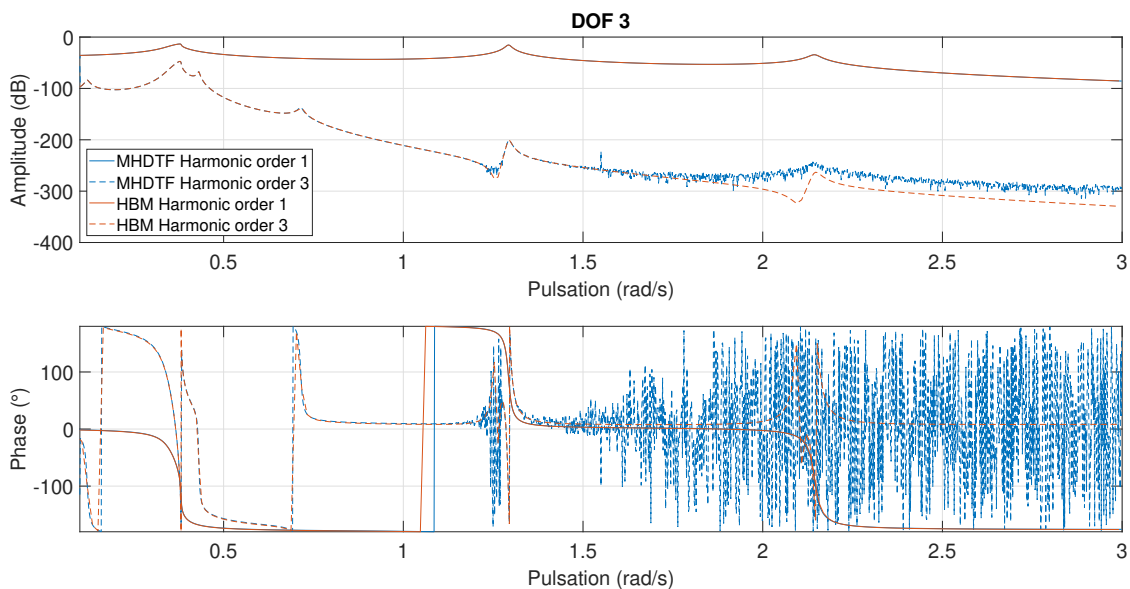 DOF 3
Amplitude (dB)
0
-100
-200
-300
-400
MHDTF Harmonic order 1
MHDTF Harmonic order 3
HBM Harmonic order 1
HBM Harmonic order 3
0.5 1 1.5 2 2.5 3
Pulsation (rad/s)
Phase (°)
100
0
-100
0.5 1 1.5 2 2.5 3
Pulsation (rad/s)